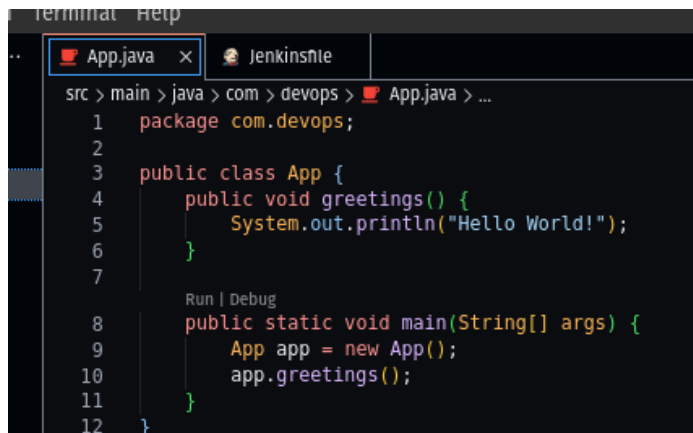 Terminal Help
App.java × Jenkinsfile
src > main > java > com > devops > App.java > ...
1 package com.devops;
2
3 public class App {
4     public void greetings() {
5         System.out.println("Hello World!");
6     }
7
Run | Debug
8     public static void main(String[] args) {
9         App app = new App();
10         app.greetings();
11     }
12 }